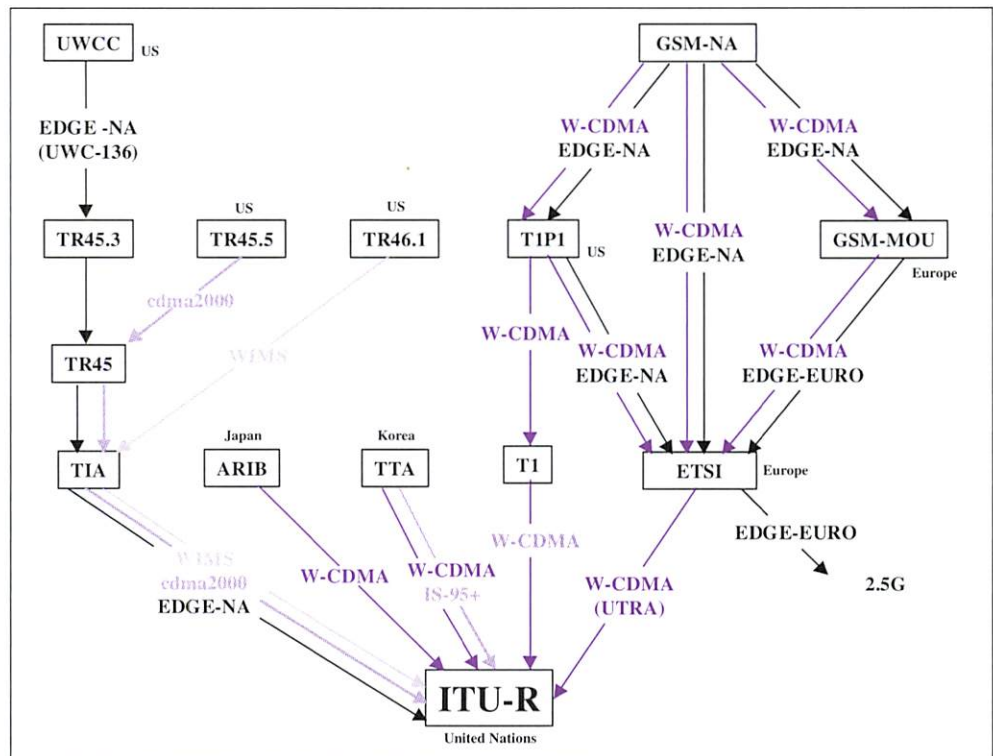 UWCC
US
GSM-NA
EDGE -NA
(UWC-136)
W-CDMA
EDGE-NA
W-CDMA
EDGE-NA
US
US
TR45.3
TR45.5
TR46.1
T1P1
US
W-CDMA
EDGE-NA
GSM-MOU
Europe
cdma2000
W-CDMA
TR45
WIMS
W-CDMA
EDGE-NA
W-CDMA
EDGE-EURO
Japan
Korea
TIA
ARIB
TTA
T1
ETSI
Europe
WIMS
cdma2000
EDGE-NA
W-CDMA
W-CDMA
IS-95+
W-CDMA
EDGE-EURO
W-CDMA
(UTRA)
2.5G
ITU-R
United Nations